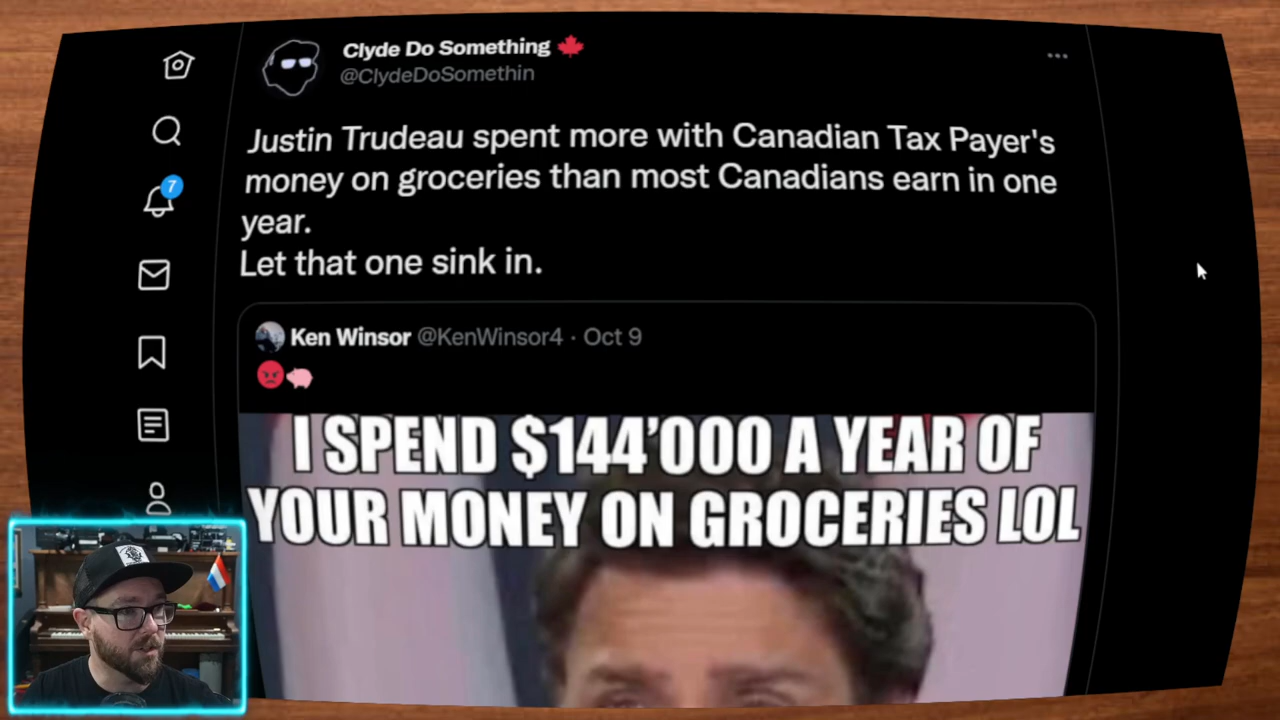 Clyde Do Something 🍁
@ClydeDoSomethin
Justin Trudeau spent more with Canadian Tax Payer's
money on groceries than most Canadians earn in one
year.
Let that one sink in.
7
Ken Winsor @KenWinsor4 · Oct 9
😡🐖
I SPEND $144'000 A YEAR OF
YOUR MONEY ON GROCERIES LOL